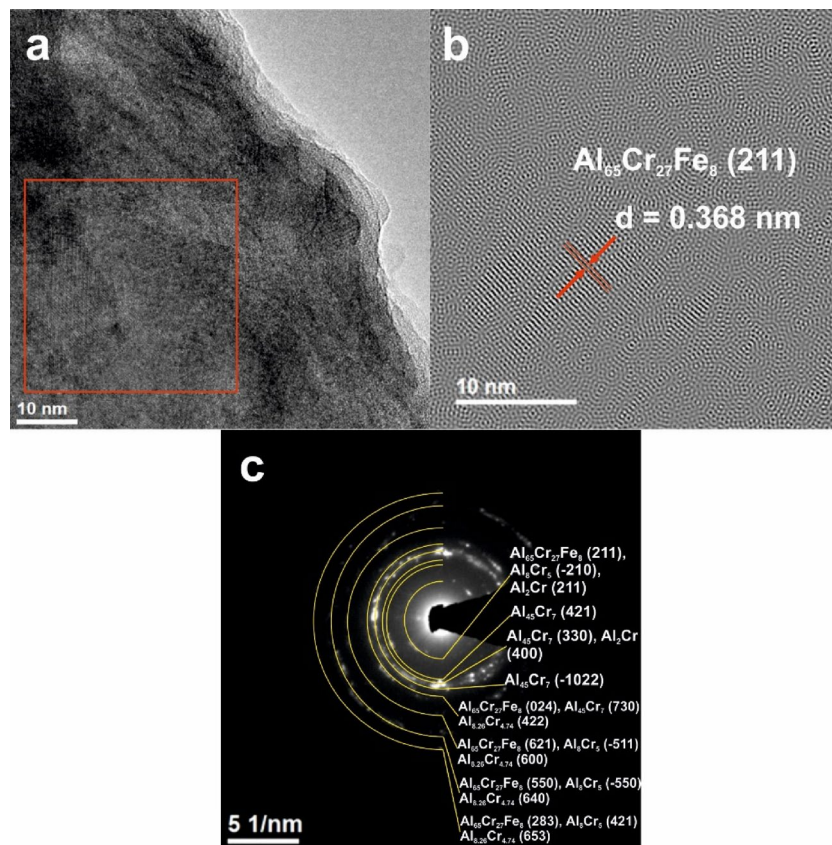 a
10 nm
b
Al₆₅Cr₂₇Fe₈ (211)
d = 0.368 nm
10 nm
c
Al₆₅Cr₂₇Fe₈ (211),
Al₈Cr₅ (-210),
Al₂Cr (211)
Al₄₅Cr₇ (421)
Al₄₅Cr₇ (330), Al₂Cr
(400)
Al₄₅Cr₇ (-1022)
Al₆₅Cr₂₇Fe₈ (024), Al₄₅Cr₇ (730)
Al₈.₂₆Cr₄.₇₄ (422)
Al₆₅Cr₂₇Fe₈ (621), Al₈Cr₅ (-511)
Al₈.₂₆Cr₄.₇₄ (600)
Al₆₅Cr₂₇Fe₈ (550), Al₈Cr₅ (-550)
Al₈.₂₆Cr₄.₇₄ (640)
Al₆₅Cr₂₇Fe₈ (283), Al₈Cr₅ (421)
Al₈.₂₆Cr₄.₇₄ (653)
5 1/nm